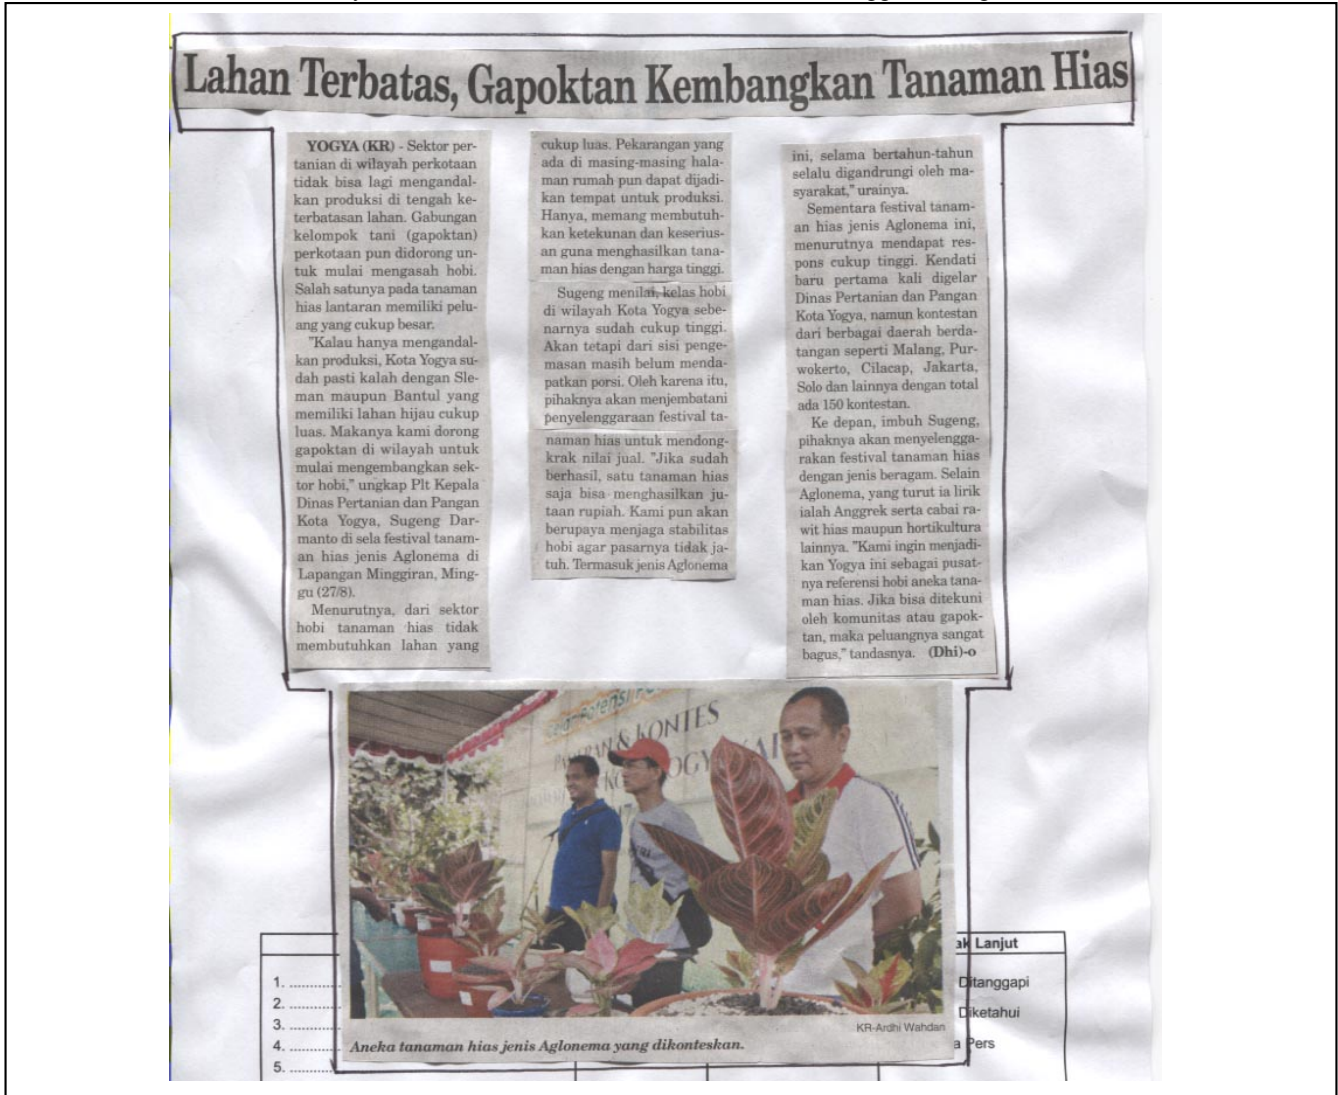 Lahan Terbatas, Gapoktan Kembangkan Tanaman Hias
YOGYA (KR) - Sektor per-
tanian di wilayah perkotaan
tidak bisa lagi mengandal-
kan produksi di tengah ke-
terbatasan lahan. Gabungan
kelompok tani (gapoktan)
perkotaan pun didorong un-
tuk mulai mengasah hobi.
Salah satunya pada tanaman
hias lantaran memiliki pelu-
ang yang cukup besar.
"Kalau hanya mengandal-
kan produksi, Kota Yogya su-
dah pasti kalah dengan Sle-
man maupun Bantul yang
memiliki lahan hijau cukup
luas. Makanya kami dorong
gapoktan di wilayah untuk
mulai mengembangkan sek-
tor hobi," ungkap Plt Kepala
Dinas Pertanian dan Pangan
Kota Yogya, Sugeng Dar-
manto di sela festival tanam-
an hias jenis Aglonema di
Lapangan Minggiran, Ming-
gu (27/8).
Menurutnya, dari sektor
hobi tanaman hias tidak
membutuhkan lahan yang
cukup luas. Pekarangan yang
ada di masing-masing hala-
man rumah pun dapat dijadi-
kan tempat untuk produksi.
Hanya, memang membutuh-
kan ketekunan dan keserius-
an guna menghasilkan tana-
man hias dengan harga tinggi.
Sugeng menilai, kelas hobi
di wilayah Kota Yogya sebe-
narnya sudah cukup tinggi.
Akan tetapi dari sisi penge-
masan masih belum menda-
patkan porsi. Oleh karena itu,
pihaknya akan menjembatani
penyelenggaraan festival ta-
naman hias untuk mendong-
krak nilai jual. "Jika sudah
berhasil, satu tanaman hias
saja bisa menghasilkan ju-
taan rupiah. Kami pun akan
berupaya menjaga stabilitas
hobi agar pasarnya tidak ja-
tuh. Termasuk jenis Aglonema
ini, selama bertahun-tahun
selalu digandrungi oleh ma-
syarakat," urainya.
Sementara festival tanam-
an hias jenis Aglonema ini,
menurutnya mendapat res-
pons cukup tinggi. Kendati
baru pertama kali digelar
Dinas Pertanian dan Pangan
Kota Yogya, namun kontestan
dari berbagai daerah berda-
tangan seperti Malang, Pur-
wokerto, Cilacap, Jakarta,
Solo dan lainnya dengan total
ada 150 kontestan.
Ke depan, imbuh Sugeng,
pihaknya akan menyelengga-
rakan festival tanaman hias
dengan jenis beragam. Selain
Aglonema, yang turut ia lirik
ialah Anggrek serta cabai ra-
wit hias maupun hortikultura
lainnya. "Kami ingin menjadi-
kan Yogya ini sebagai pusat-
nya referensi hobi aneka tana-
man hias. Jika bisa ditekuni
oleh komunitas atau gapok-
tan, maka peluangnya sangat
bagus," tandasnya. (Dhi)-o
& KONTES
KR-Ardhi Wahdan
Aneka tanaman hias jenis Aglonema yang dikonteskan.
1. ............
2. ............
3. ............
4. ............
5. ............
ak Lanjut
Ditanggapi
Diketahui
a Pers